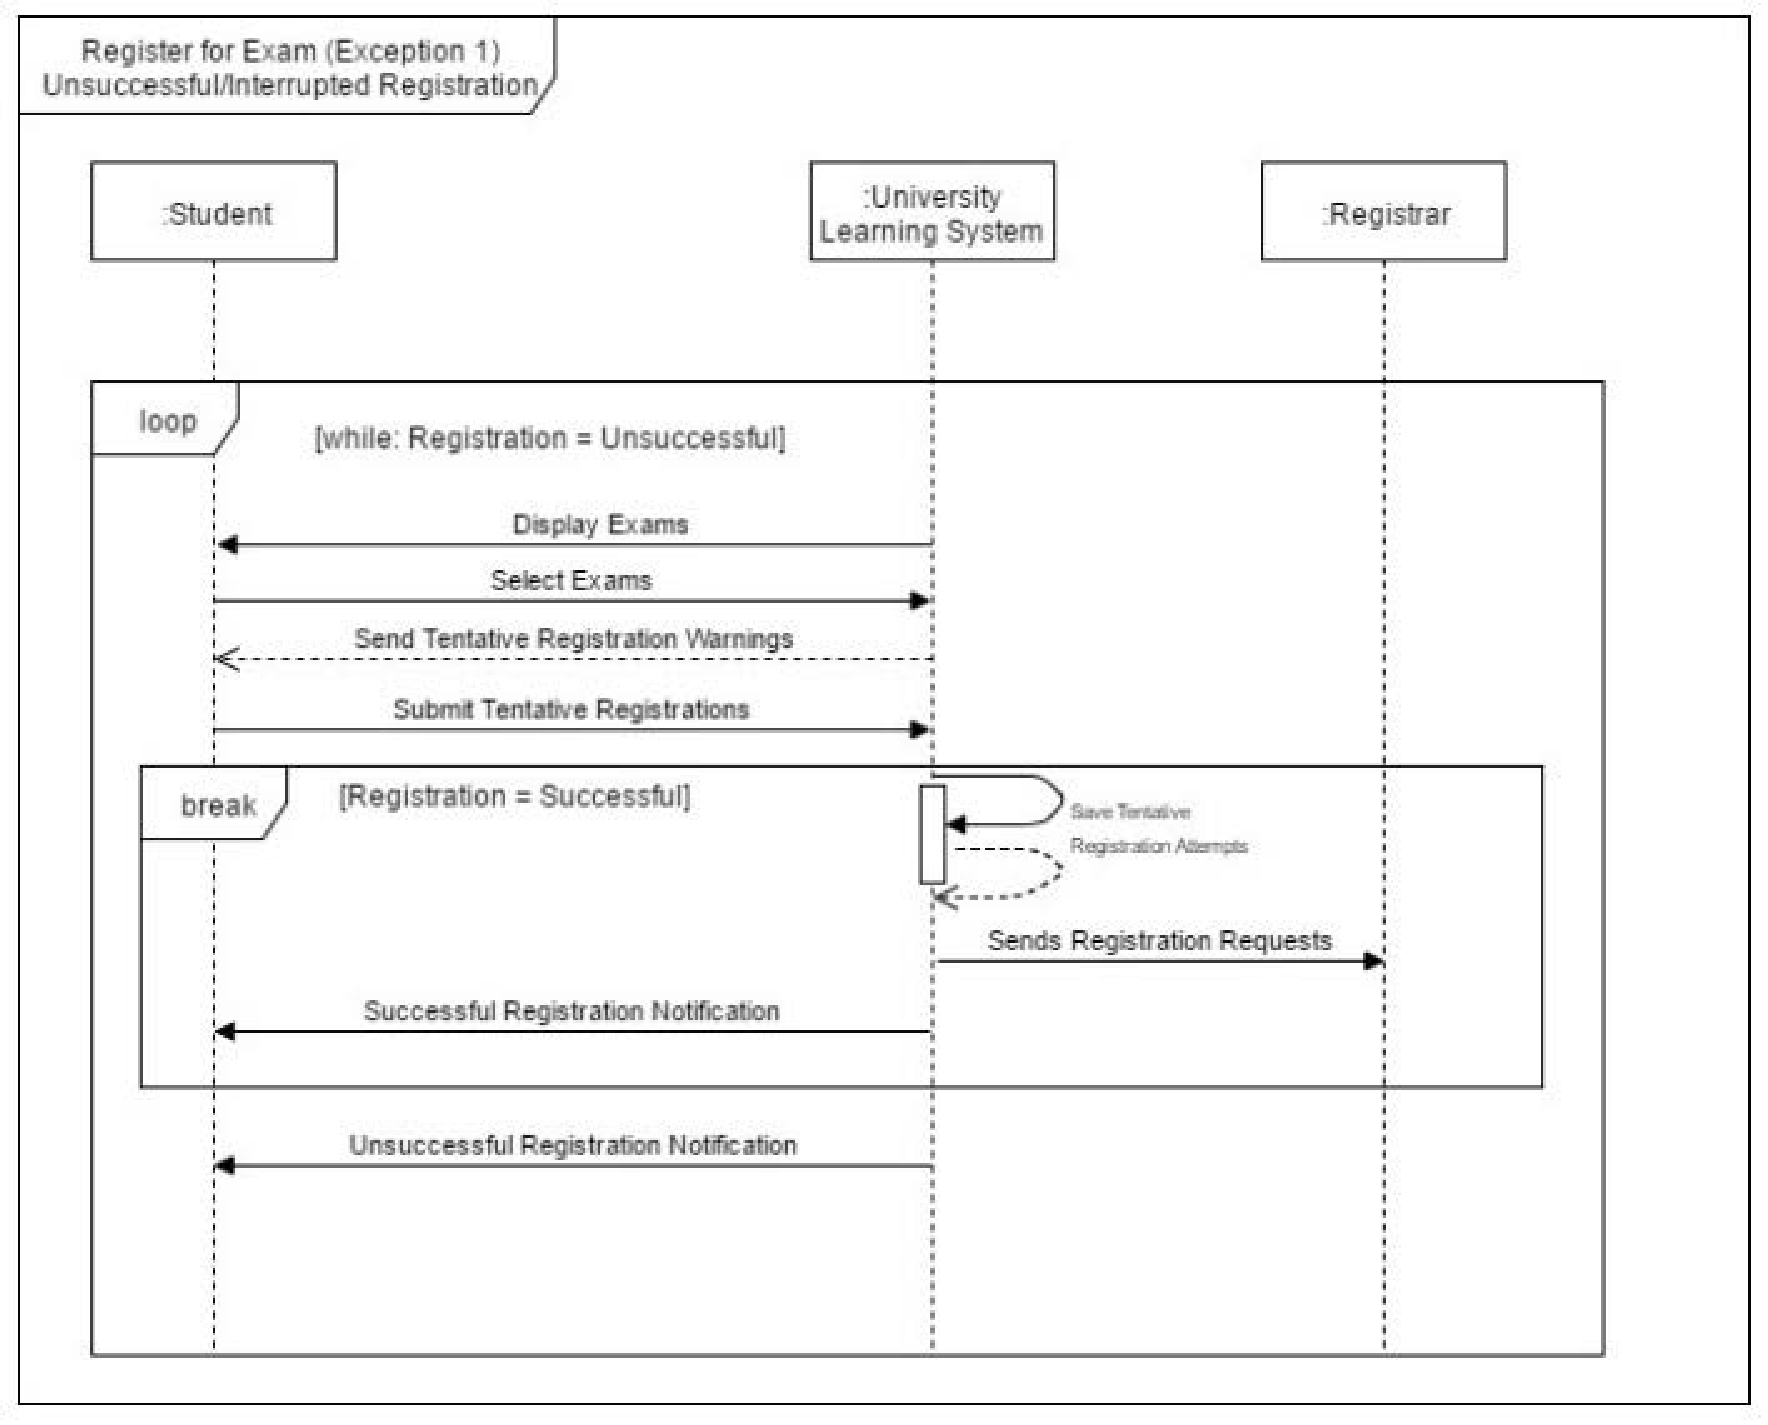 Register for Exam (Exception 1)
Unsuccessful/Interrupted Registration
:Student
:University
Learning System
:Registrar
loop
[while: Registration = Unsuccessful]
Display Exams
Select Exams
Send Tentative Registration Warnings
Submit Tentative Registrations
break
[Registration = Successful]
Save Tentative
Registration Attempts
Sends Registration Requests
Successful Registration Notification
Unsuccessful Registration Notification